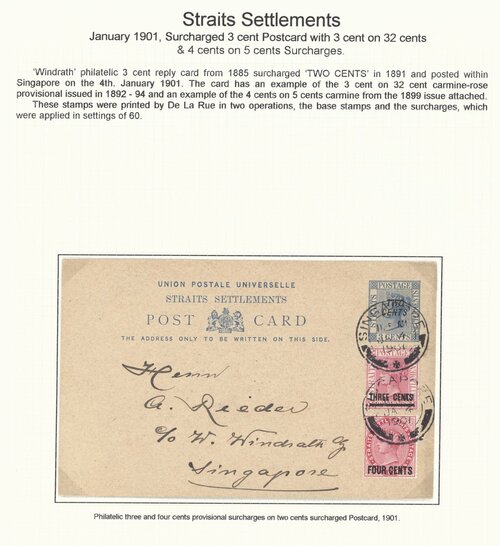 Straits Settlements
January 1901, Surcharged 3 cent Postcard with 3 cent on 32 cents
& 4 cents on 5 cents Surcharges.
'Windrath' philatelic 3 cent reply card from 1885 surcharged 'TWO CENTS' in 1891 and posted within
Singapore on the 4th. January 1901. The card has an example of the 3 cent on 32 cent carmine-rose
provisional issued in 1892 - 94 and an example of the 4 cents on 5 cents carmine from the 1899 issue attached.
These stamps were printed by De La Rue in two operations, the base stamps and the surcharges, which
were applied in settings of 60.
UNION POSTALE UNIVERSELLE
STRAITS SETTLEMENTS
POST CARD
THE ADDRESS ONLY TO BE WRITTEN ON THIS SIDE.
POSTAGE
TWO
CENTS
SINGAPORE
1901
THREE CENTS
JA
1901
FOUR CENTS
Herrn
A. Rieder
c/o W. Windrath Esq
Singapore
Philatelic three and four cents provisional surcharges on two cents surcharged Postcard, 1901.